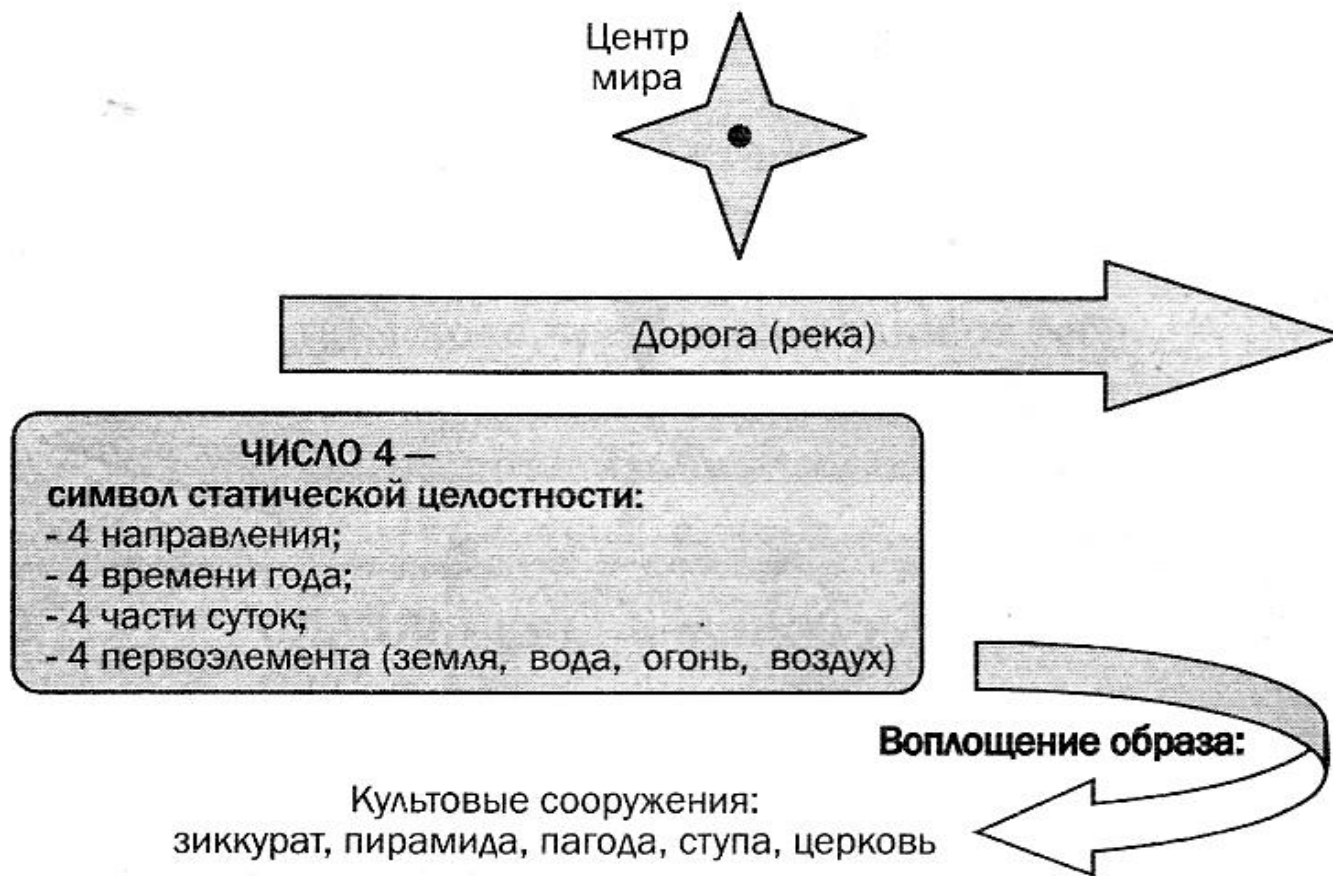 Центр
мира
Дорога (река)
ЧИСЛО 4 —
символ статической целостности:
- 4 направления;
- 4 времени года;
- 4 части суток;
- 4 первоэлемента (земля, вода, огонь, воздух)
Воплощение образа:
Культовые сооружения:
зиккурат, пирамида, пагода, ступа, церковь